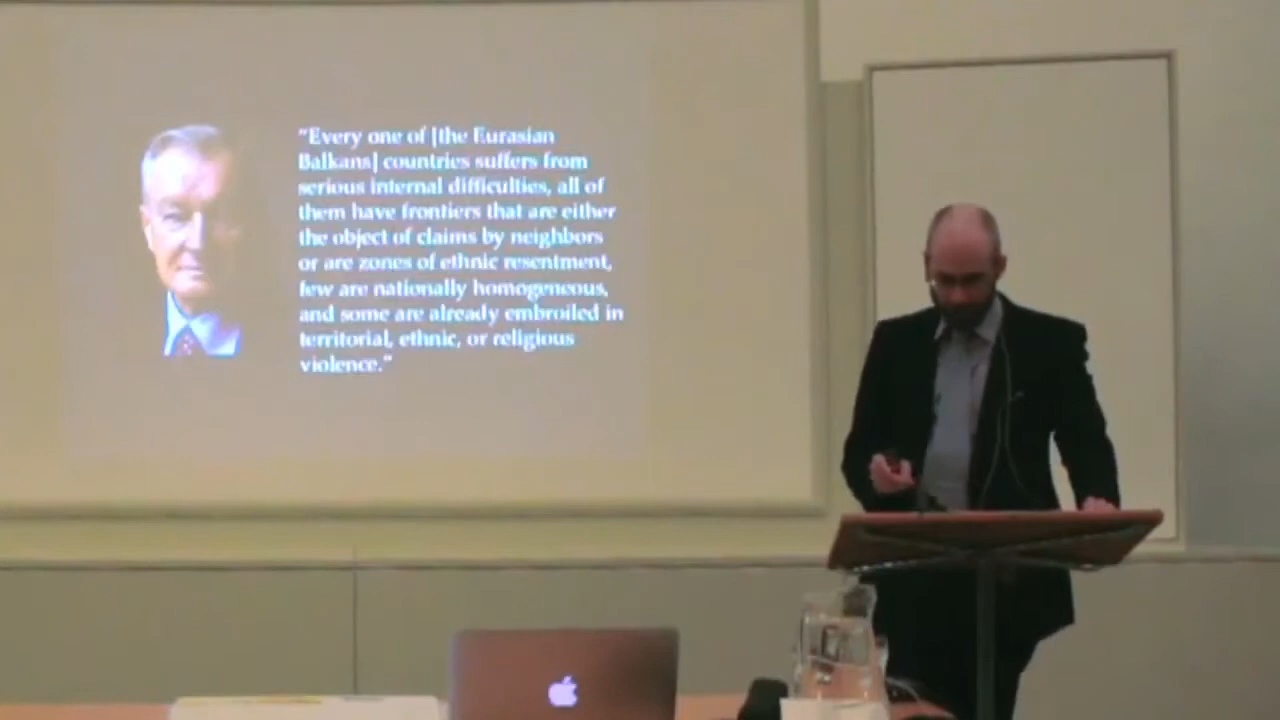 “Every one of [the Eurasian
Balkans] countries suffers from
serious internal difficulties, all of
them have frontiers that are either
the object of claims by neighbors
or are zones of ethnic resentment,
few are nationally homogeneous,
and some are already embroiled in
territorial, ethnic, or religious
violence.”